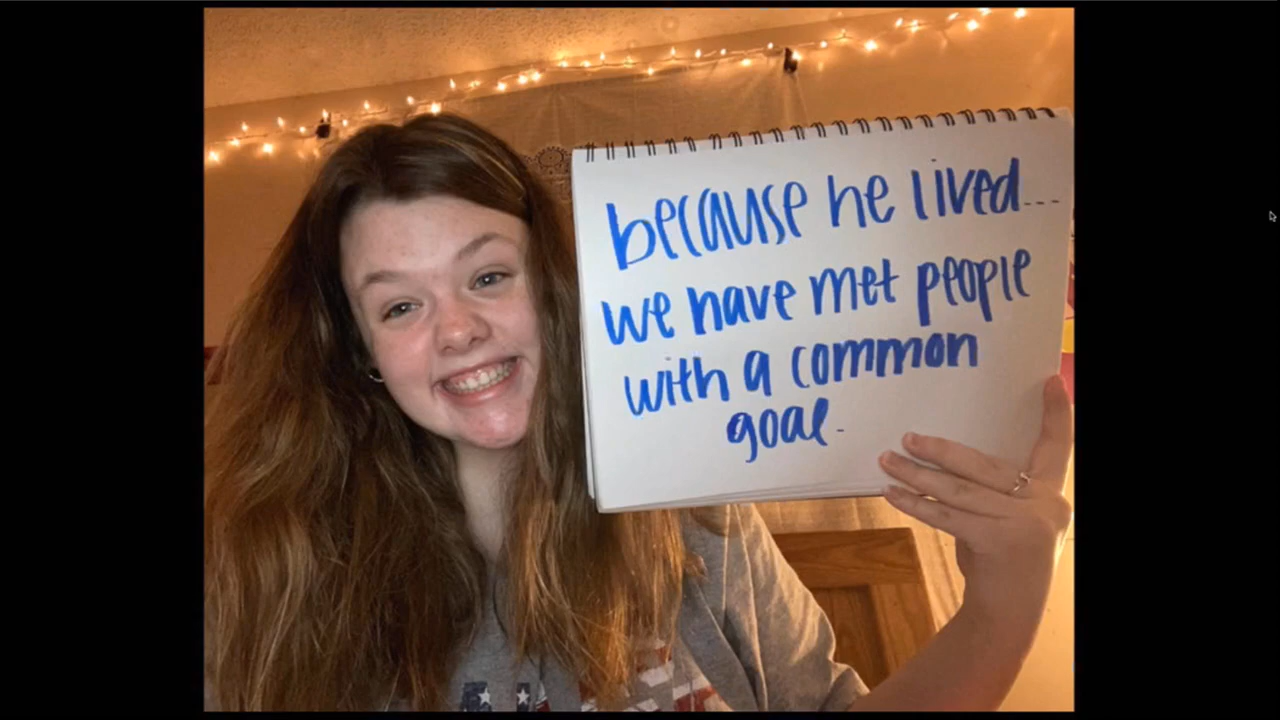 because he lived...
we have met people
with a common
goal.